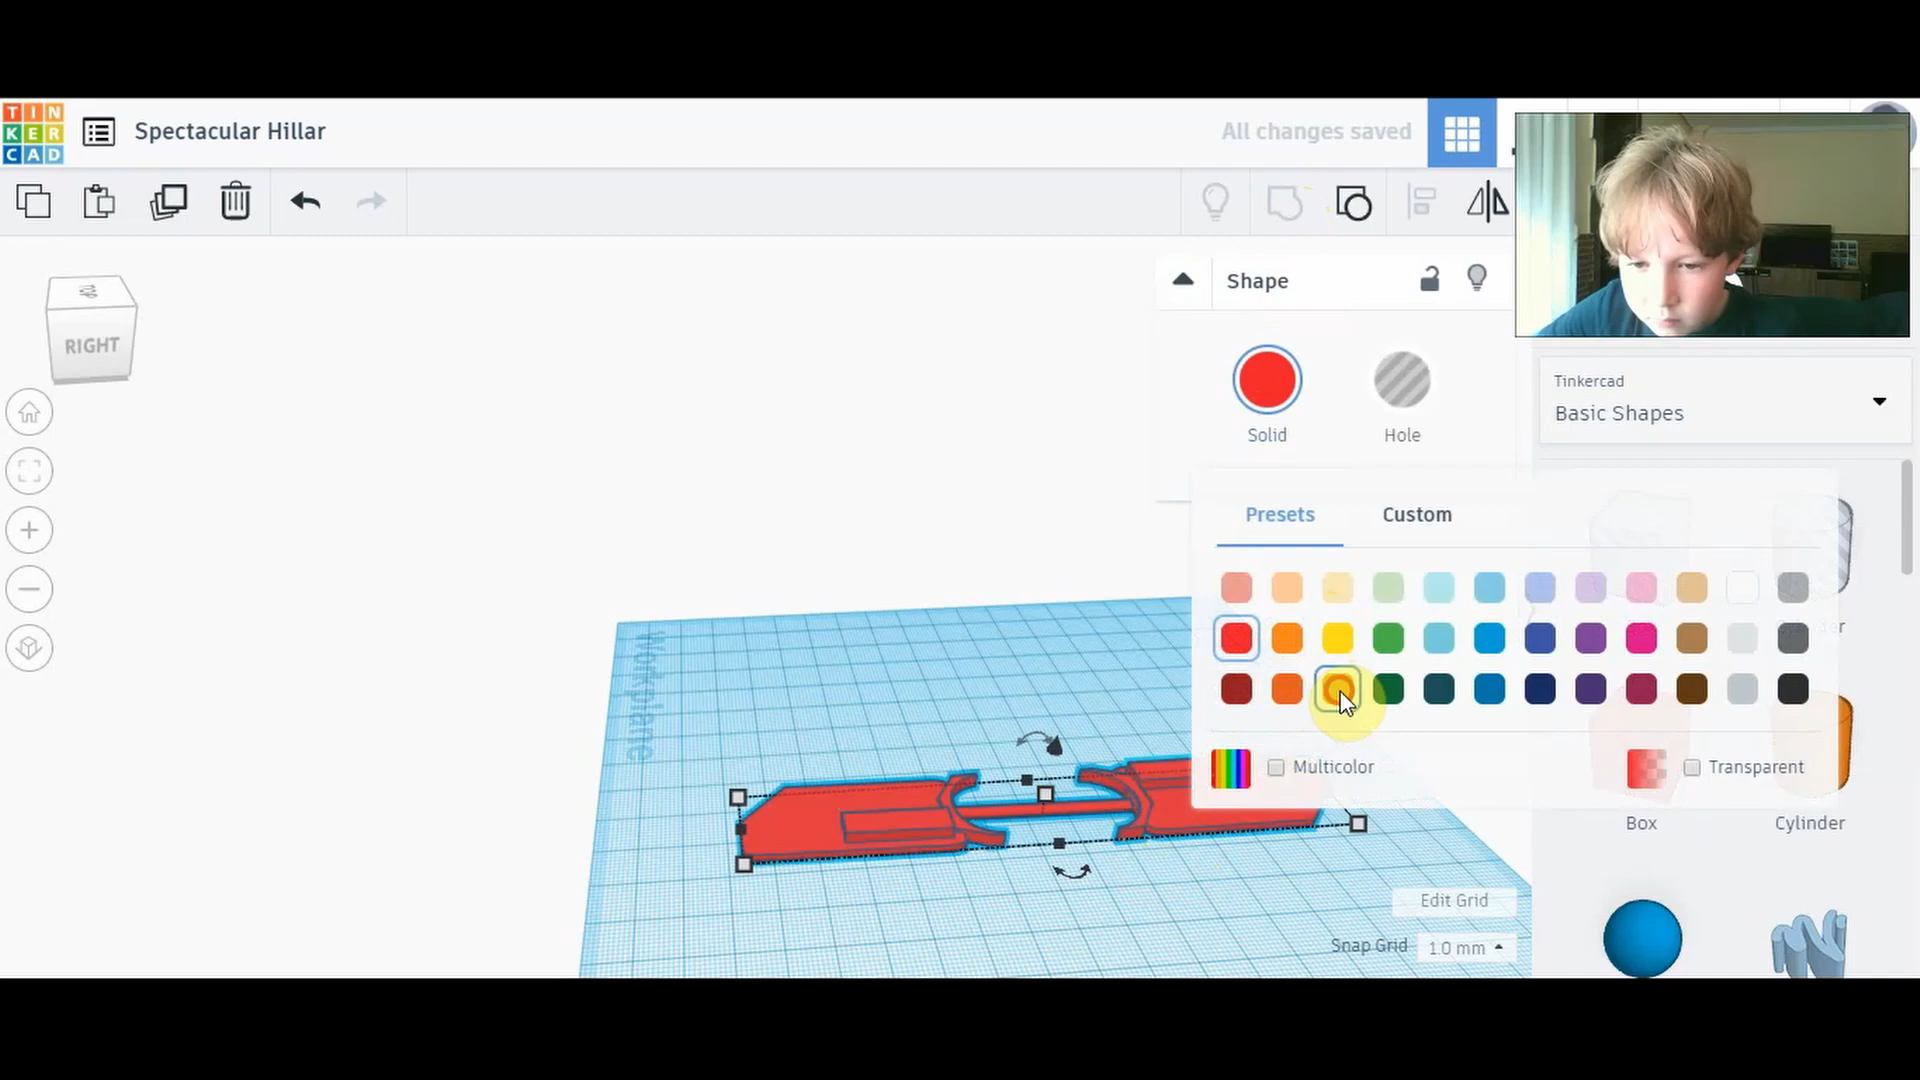 TIN
KER
CAD
Spectacular Hillar
All changes saved
TOP
RIGHT
Shape
Solid
Hole
Tinkercad
Basic Shapes
Presets
Custom
Multicolor
Transparent
Box
Cylinder
Workplane
Edit Grid
Snap Grid
1.0 mm